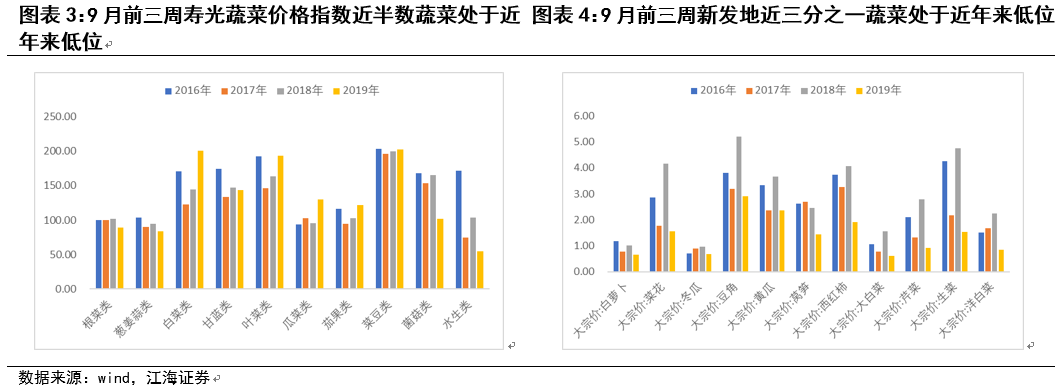 图表 3：9 月前三周寿光蔬菜价格指数近半数蔬菜处于近
年来低位
图表 4：9 月前三周新发地近三分之一蔬菜处于近年来低位
2016年 2017年 2018年 2019年
250.00
200.00
150.00
100.00
50.00
0.00
根菜类 葱姜蒜类 白菜类 甘蓝类 叶菜类 瓜菜类 茄果类 菜豆类 菌菇类 水生类
2016年 2017年 2018年 2019年
6.00
5.00
4.00
3.00
2.00
1.00
0.00
大宗价:白萝卜 大宗价:菜花 大宗价:冬瓜 大宗价:豆角 大宗价:黄瓜 大宗价:莴笋 大宗价:西红柿 大宗价:大白菜 大宗价:芹菜 大宗价:生菜 大宗价:洋白菜
数据来源：wind，江海证券